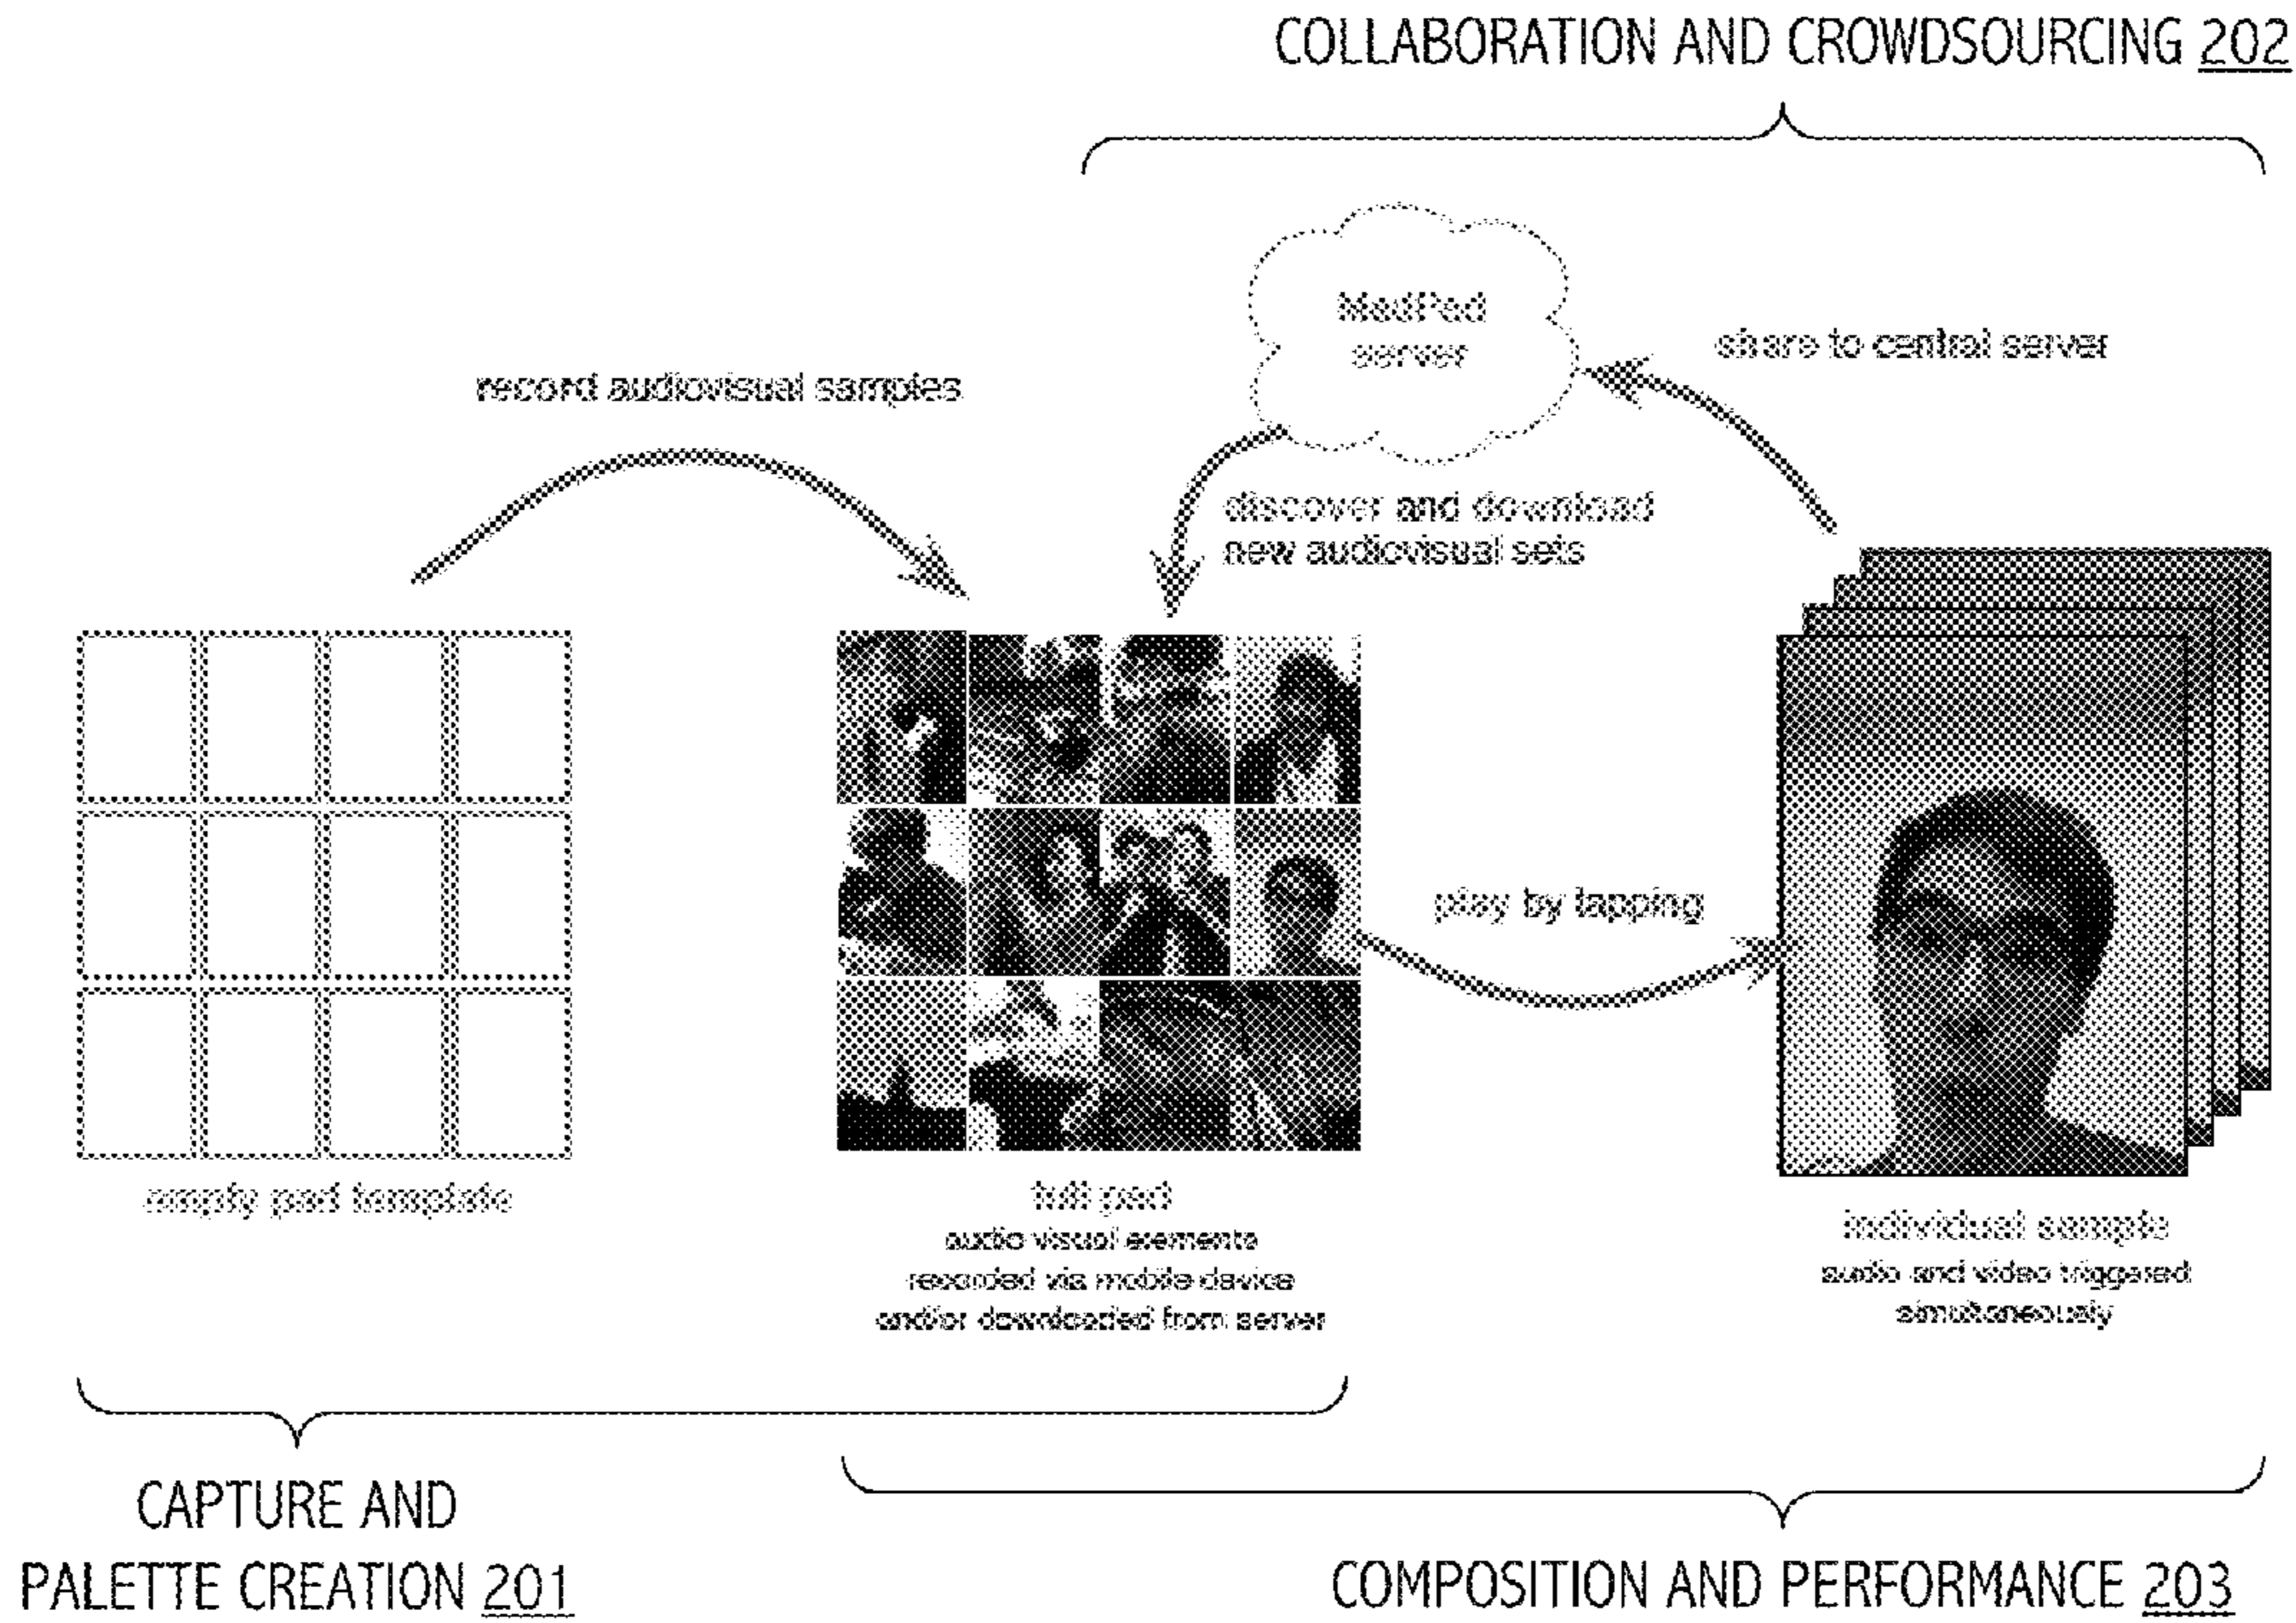 COLLABORATION AND CROWDSOURCING 202
MadPad
server
share to central server
record audiovisual samples
discover and download
new audiovisual sets
play by tapping
empty pad template
full pad
audio visual elements
recorded via mobile device
and/or downloaded from server
individual sample
audio and video triggered
simultaneously
CAPTURE AND
PALETTE CREATION 201
COMPOSITION AND PERFORMANCE 203